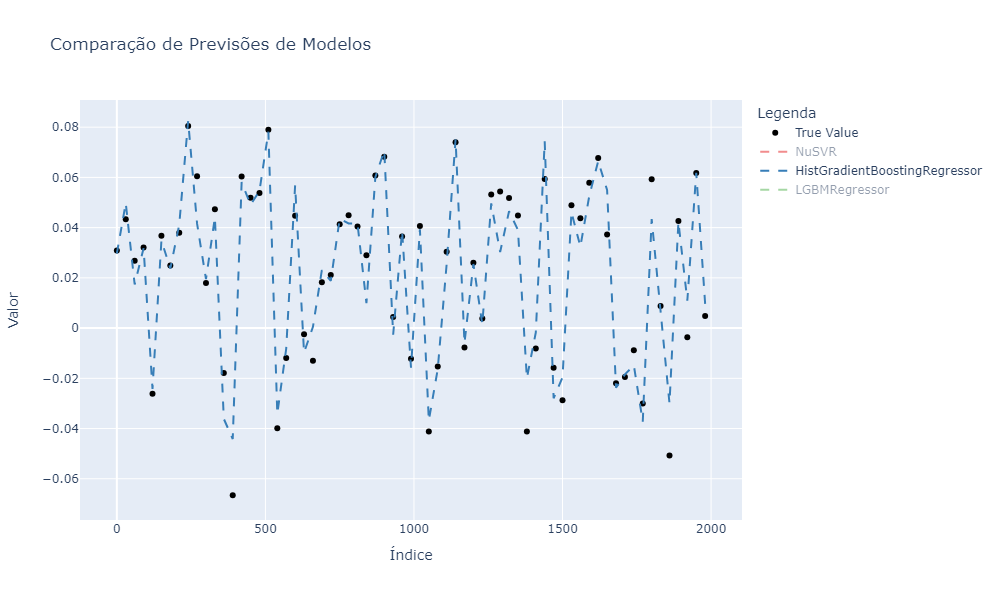 Comparação de Previsões de Modelos
Legenda
True Value
NuSVR
HistGradientBoostingRegressor
LGBMRegressor
Valor
0.08
0.06
0.04
0.02
0
−0.02
−0.04
−0.06
0
500
1000
1500
2000
Índice